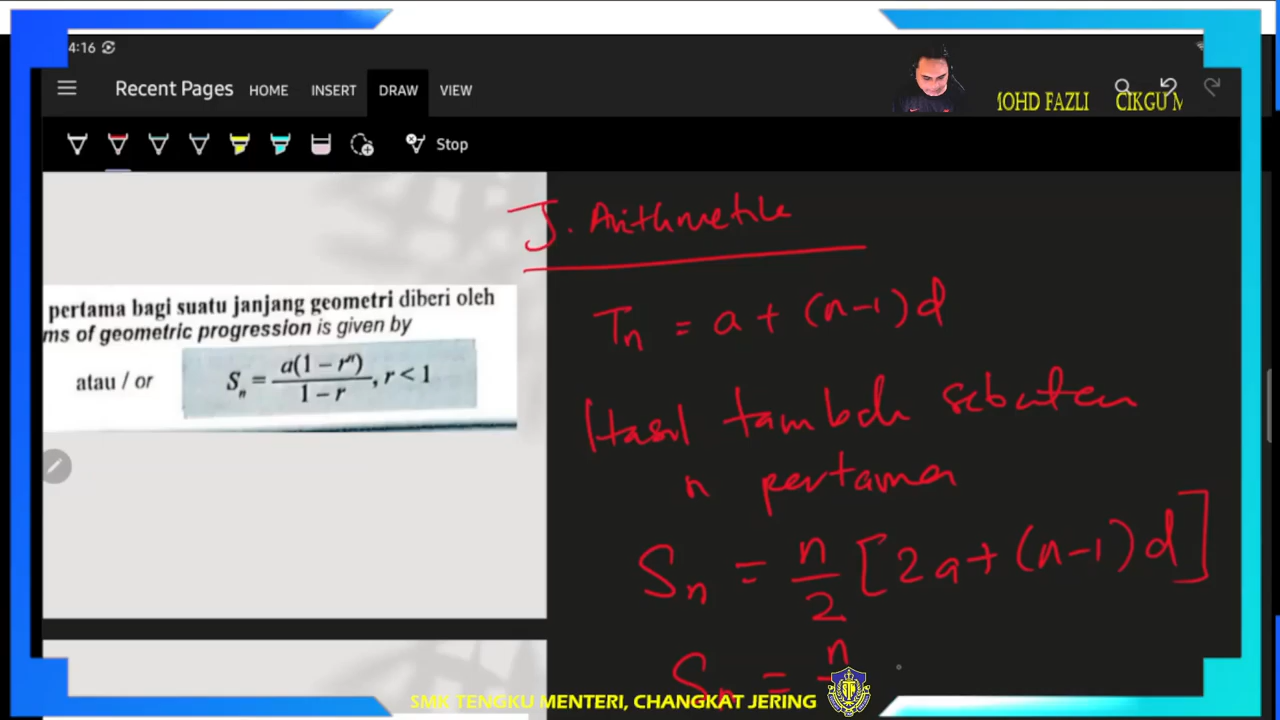 4:16
Recent Pages HOME INSERT DRAW VIEW
MOHD FAZLI CIKGU M
Stop
J. Arithmetik
pertama bagi suatu janjang geometri diberi oleh
ms of geometric progression is given by
atau / or Sₙ = a(1 – rⁿ) / 1 – r , r < 1
Tₙ = a + (n-1)d
Hasil tambah sebutan
n pertama
Sₙ = n/2 [2a + (n-1)d]
Sₙ = n
SMK TENGKU MENTERI, CHANGKAT JERING